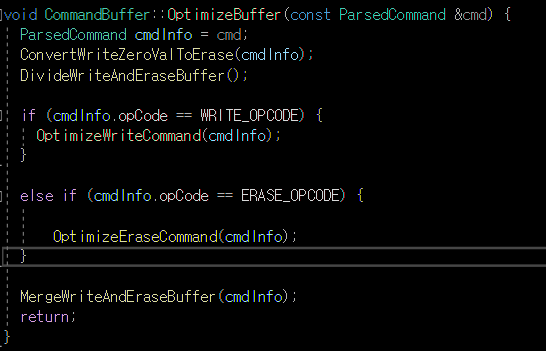 void CommandBuffer::OptimizeBuffer(const ParsedCommand &cmd) {
ParsedCommand cmdInfo = cmd;
ConvertWriteZeroValToErase(cmdInfo);
DivideWriteAndEraseBuffer();
if (cmdInfo.opCode == WRITE_OPCODE) {
OptimizeWriteCommand(cmdInfo);
}
else if (cmdInfo.opCode == ERASE_OPCODE) {
OptimizeEraseCommand(cmdInfo);
}
MergeWriteAndEraseBuffer(cmdInfo);
return;
}